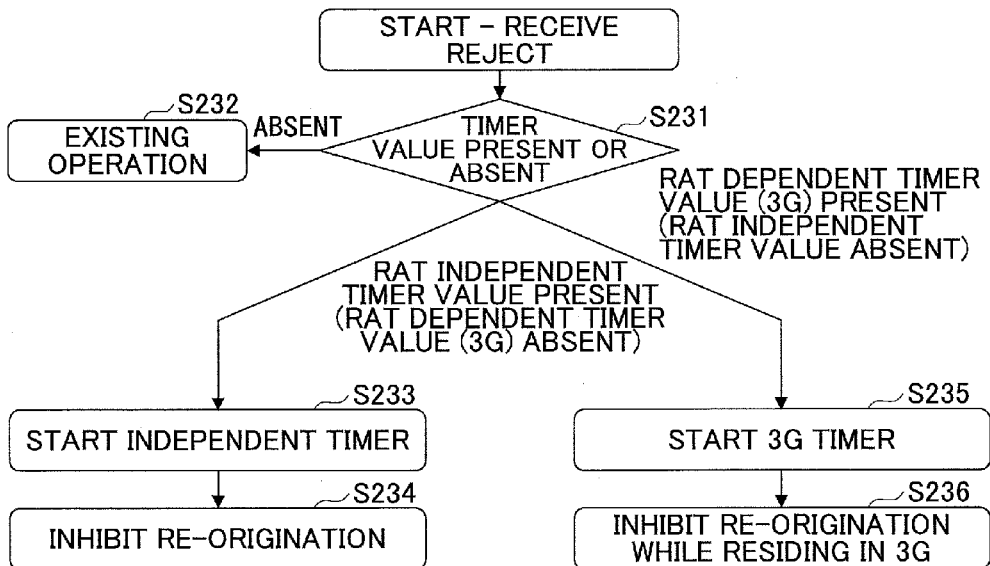 START – RECEIVE
REJECT
S232
EXISTING
OPERATION
ABSENT
S231
TIMER
VALUE PRESENT OR
ABSENT
RAT DEPENDENT TIMER
VALUE (3G) PRESENT
(RAT INDEPENDENT
TIMER VALUE ABSENT)
RAT INDEPENDENT
TIMER VALUE PRESENT
(RAT DEPENDENT TIMER
VALUE (3G) ABSENT)
S233
START INDEPENDENT TIMER
S235
START 3G TIMER
S234
INHIBIT RE-ORIGINATION
S236
INHIBIT RE-ORIGINATION
WHILE RESIDING IN 3G